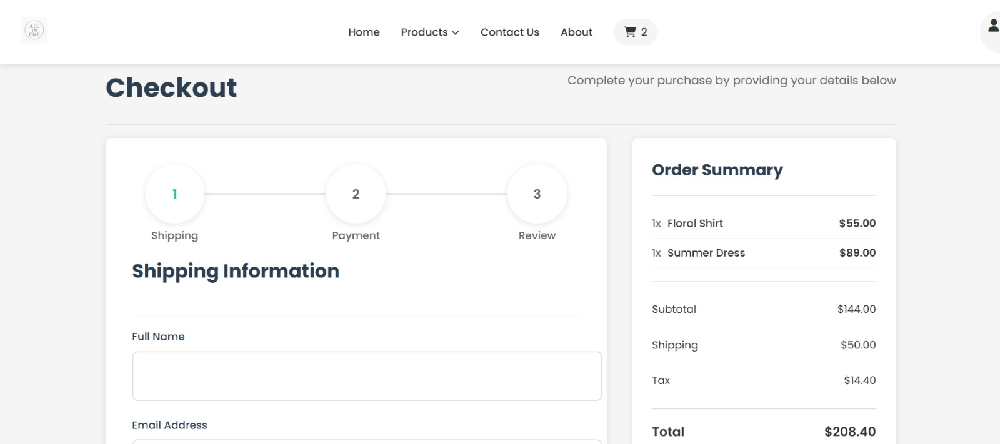 ALL
IN
ONE
Home Products Contact Us About 2
Checkout
Complete your purchase by providing your details below
1 2 3
Shipping Payment Review
Shipping Information
Full Name
Email Address
Order Summary
1x Floral Shirt $55.00
1x Summer Dress $89.00
Subtotal $144.00
Shipping $50.00
Tax $14.40
Total $208.40